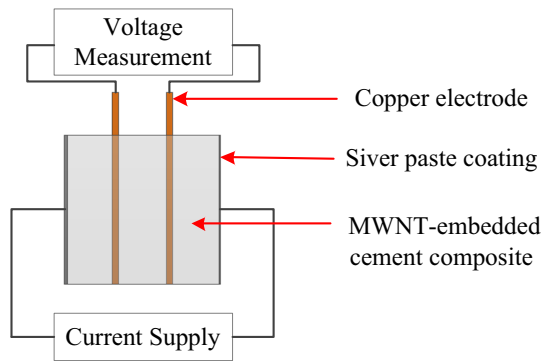 Voltage
Measurement
Copper electrode
Siver paste coating
MWNT-embedded
cement composite
Current Supply